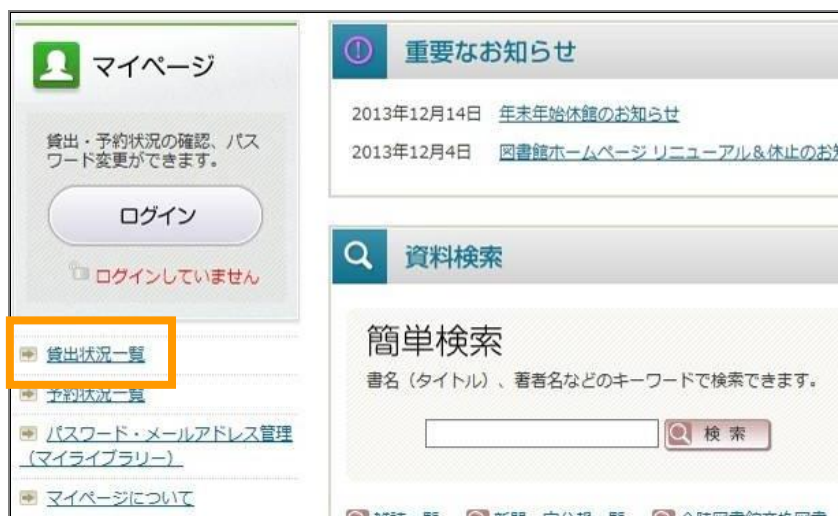 マイページ
貸出・予約状況の確認、パス
ワード変更ができます。
ログイン
ログインしていません
貸出状況一覧
予約状況一覧
パスワード・メールアドレス管理
(マイライブラリー)
マイページについて
重要なお知らせ
2013年12月14日 年末年始休館のお知らせ
2013年12月4日 図書館ホームページ リニューアル&休止のお
資料検索
簡単検索
書名(タイトル)、著者名などのキーワードで検索できます。
検索